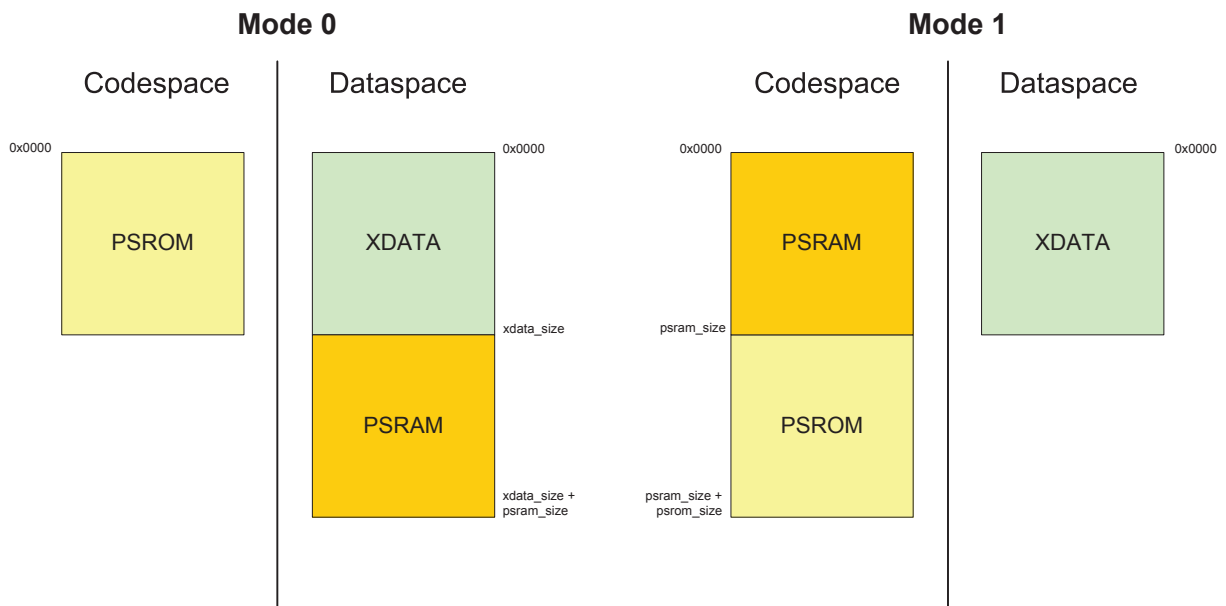 Mode 0
Mode 1
Codespace
Dataspace
Codespace
Dataspace
0x0000
0x0000
0x0000
0x0000
PSROM
XDATA
PSRAM
XDATA
xdata_size
psram_size
PSRAM
PSROM
xdata_size +
psram_size
psram_size +
psrom_size